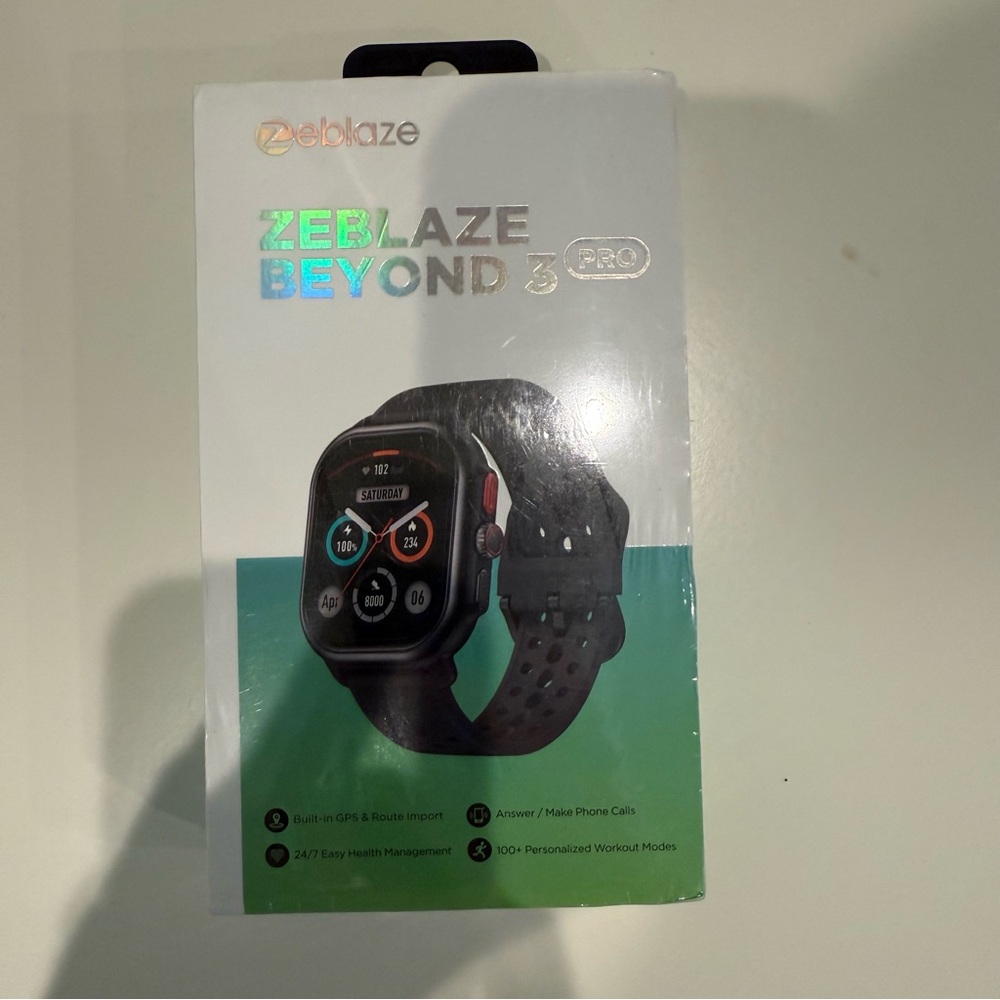 zeblaze
ZEBLAZE
BEYOND 3 PRO
102
SATURDAY
100%
234
Apr
8000
06
Built-in GPS & Route Import
Answer / Make Phone Calls
24/7 Easy Health Management
100+ Personalized Workout Modes